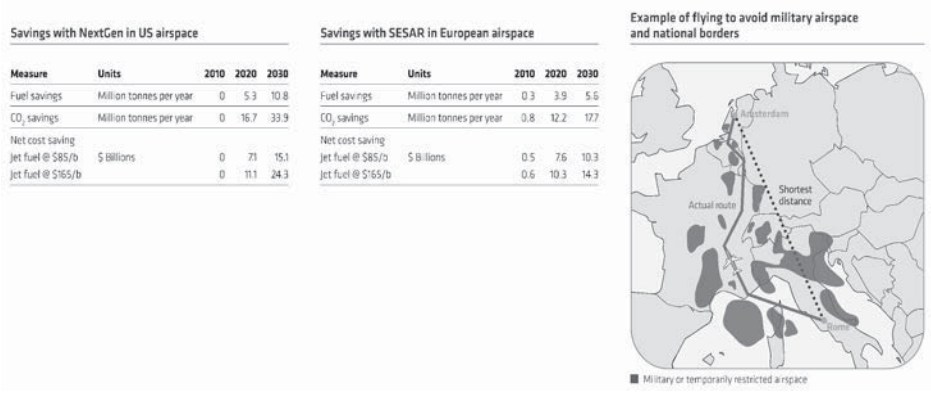 Savings with NextGen in US airspace
Measure Units 2010 2020 2030
Fuel savings Million tonnes per year 0 5.3 10.8
CO₂ savings Million tonnes per year 0 16.7 33.9
Net cost saving
Jet fuel @ $85/b $ Billions 0 7.1 15.1
Jet fuel @ $165/b 0 11.1 24.3
Savings with SESAR in European airspace
Measure Units 2010 2020 2030
Fuel savings Million tonnes per year 0.3 3.9 5.6
CO₂ savings Million tonnes per year 0.8 12.2 17.7
Net cost saving
Jet fuel @ $85/b $ Billions 0.5 7.6 10.3
Jet fuel @ $165/b 0.6 10.3 14.3
Example of flying to avoid military airspace
and national borders
Amsterdam
Shortest
distance
Actual route
Rome
Military or temporarily restricted airspace